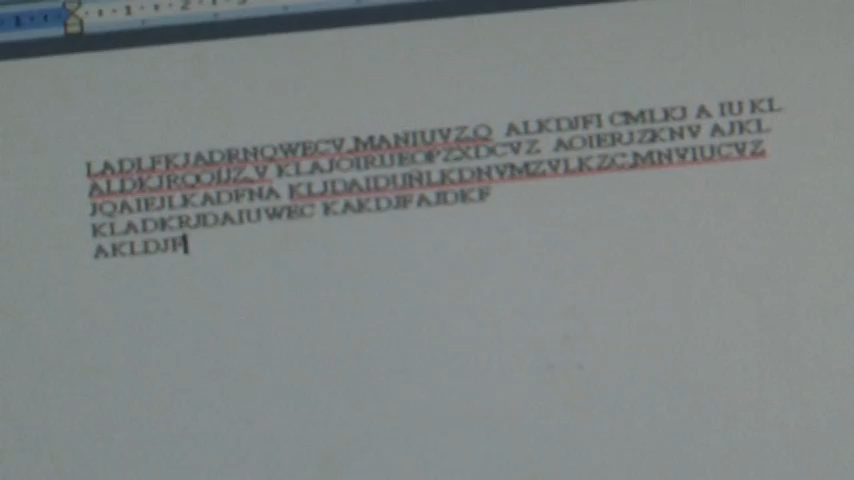 LADLFKJADRNQWECV,MANIUVZ,Q ALKDJFI CMLKJ A IU KL
ALDKJRQOIJZ,V KLAJOIRUEOPZXDCVZ AOIERJZKNV AJKL
JQAIEJLKADFNA KLJDAIDUNLKDNVMZVLKZC,MNVIUCVZ
KLADKRJDAIUWEC KAKDJFAJDKF
AKLDJF